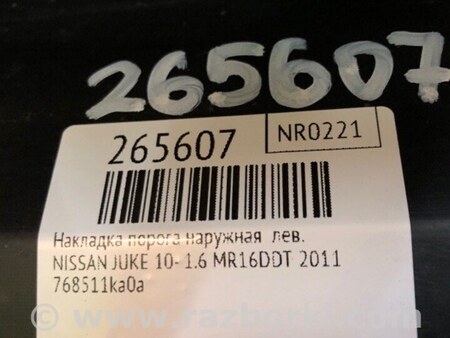 265607
265607
NR0221
Накладка порога наружная лев.
NISSAN JUKE 10- 1.6 MR16DDT 2011
768511ka0a